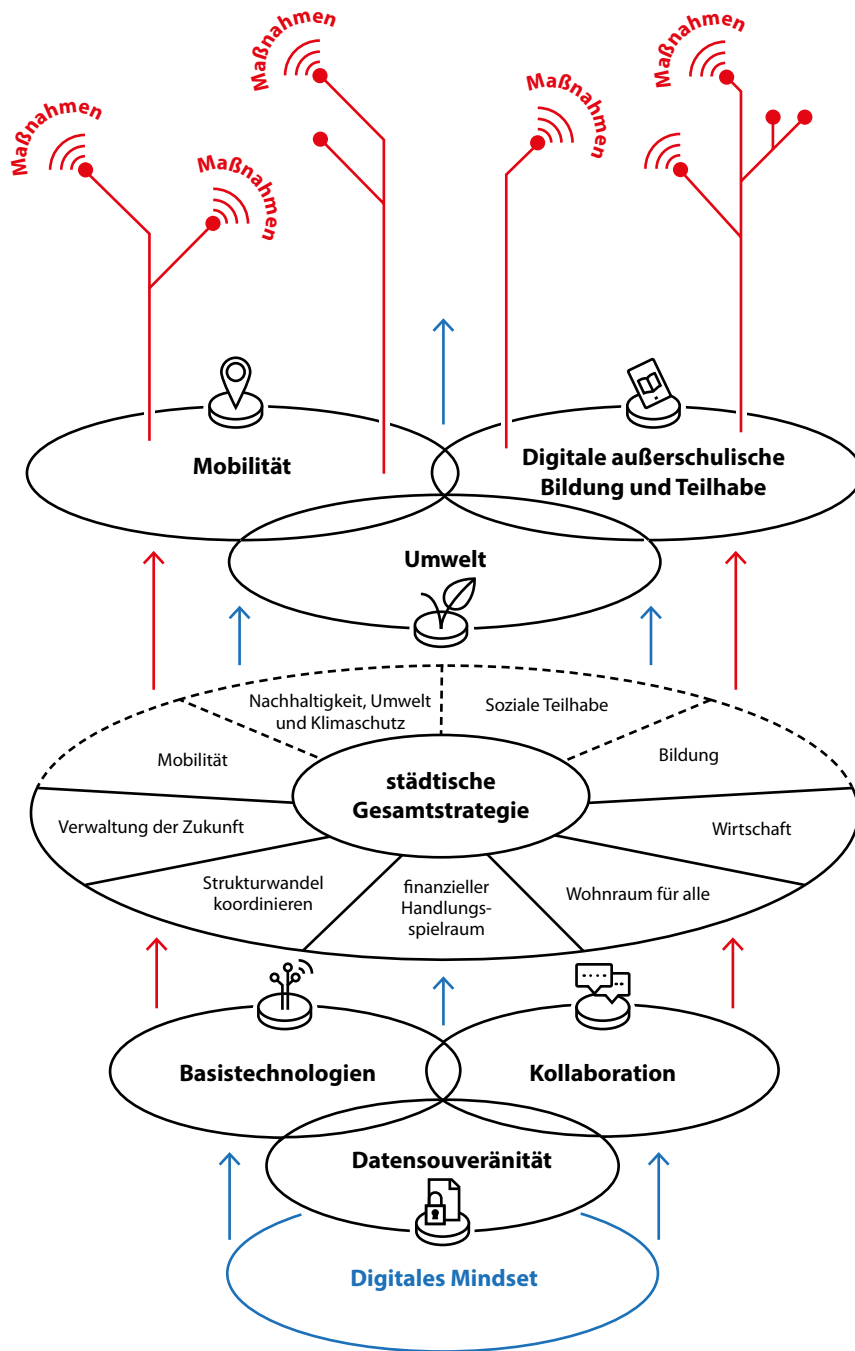 Maßnahmen
Maßnahmen
Maßnahmen
Maßnahmen
Maßnahmen
Mobilität
Digitale außerschulische
Bildung und Teilhabe
Umwelt
Nachhaltigkeit, Umwelt
und Klimaschutz
Soziale Teilhabe
Mobilität
Bildung
städtische
Gesamtstrategie
Verwaltung der Zukunft
Wirtschaft
Strukturwandel
koordinieren
finanzieller
Handlungs-
spielraum
Wohnraum für alle
Basistechnologien
Kollaboration
Datensouveränität
Digitales Mindset